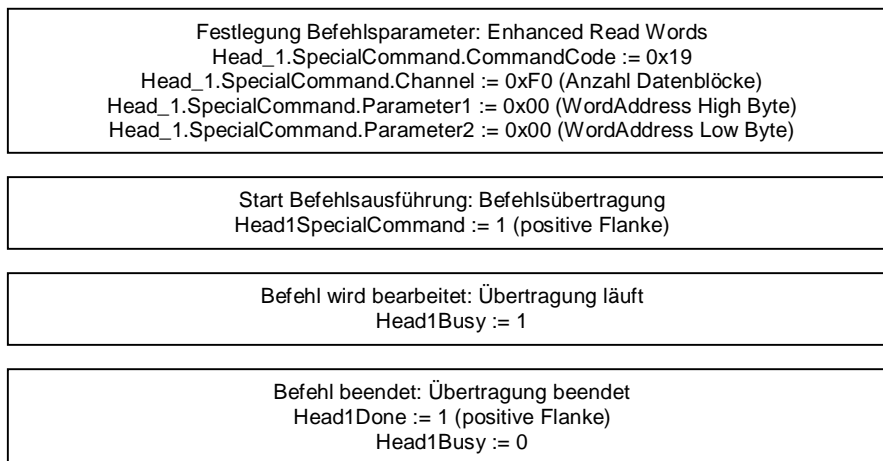 Festlegung Befehlsparameter: Enhanced Read Words
Head_1.SpecialCommand.CommandCode := 0x19
Head_1.SpecialCommand.Channel := 0xF0 (Anzahl Datenblöcke)
Head_1.SpecialCommand.Parameter1 := 0x00 (WordAddress High Byte)
Head_1.SpecialCommand.Parameter2 := 0x00 (WordAddress Low Byte)
Start Befehlsausführung: Befehlsübertragung
Head1SpecialCommand := 1 (positive Flanke)
Befehl wird bearbeitet: Übertragung läuft
Head1Busy := 1
Befehl beendet: Übertragung beendet
Head1Done := 1 (positive Flanke)
Head1Busy := 0